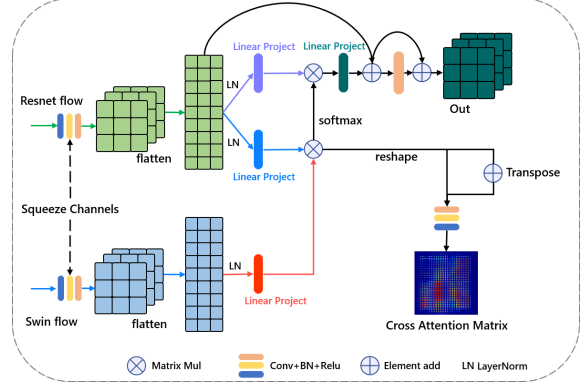 Linear Project
Linear Project
LN
Resnet flow
Out
softmax
LN
flatten
reshape
Linear Project
Transpose
Squeeze Channels
LN
Linear Project
Swin flow
flatten
Cross Attention Matrix
Matrix Mul
Conv+BN+Relu
Element add
LN LayerNorm